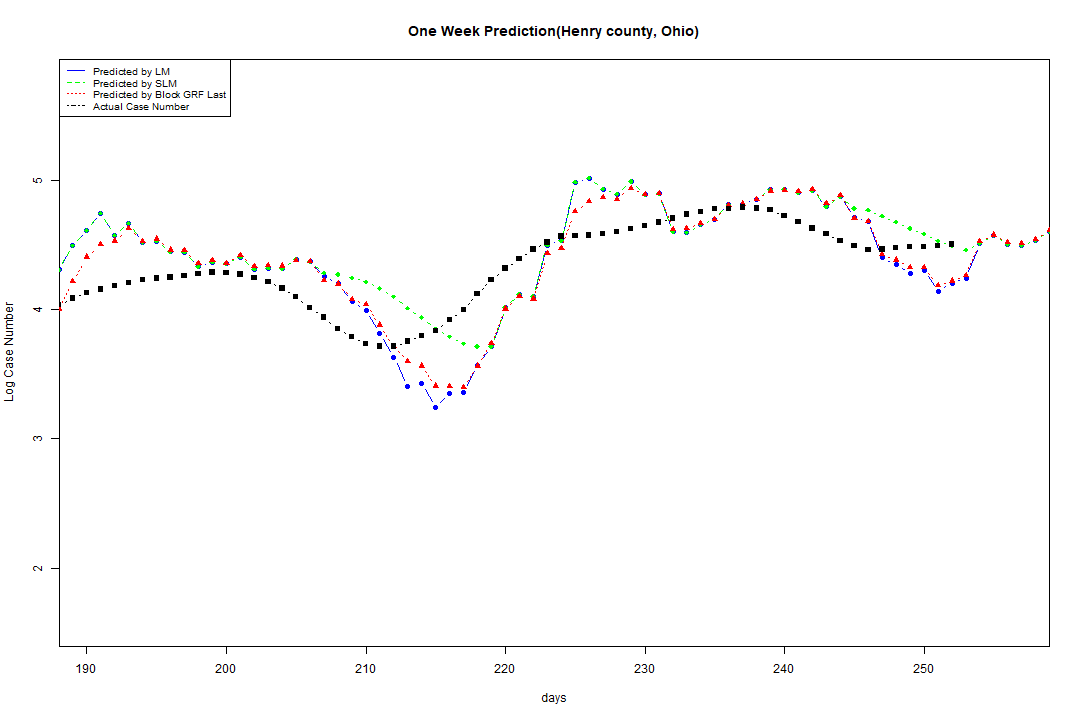 One Week Prediction(Henry county, Ohio)
Predicted by LM
Predicted by SLM
Predicted by Block GRF Last
Actual Case Number
5
4
3
2
Log Case Number
190 200 210 220 230 240 250
days